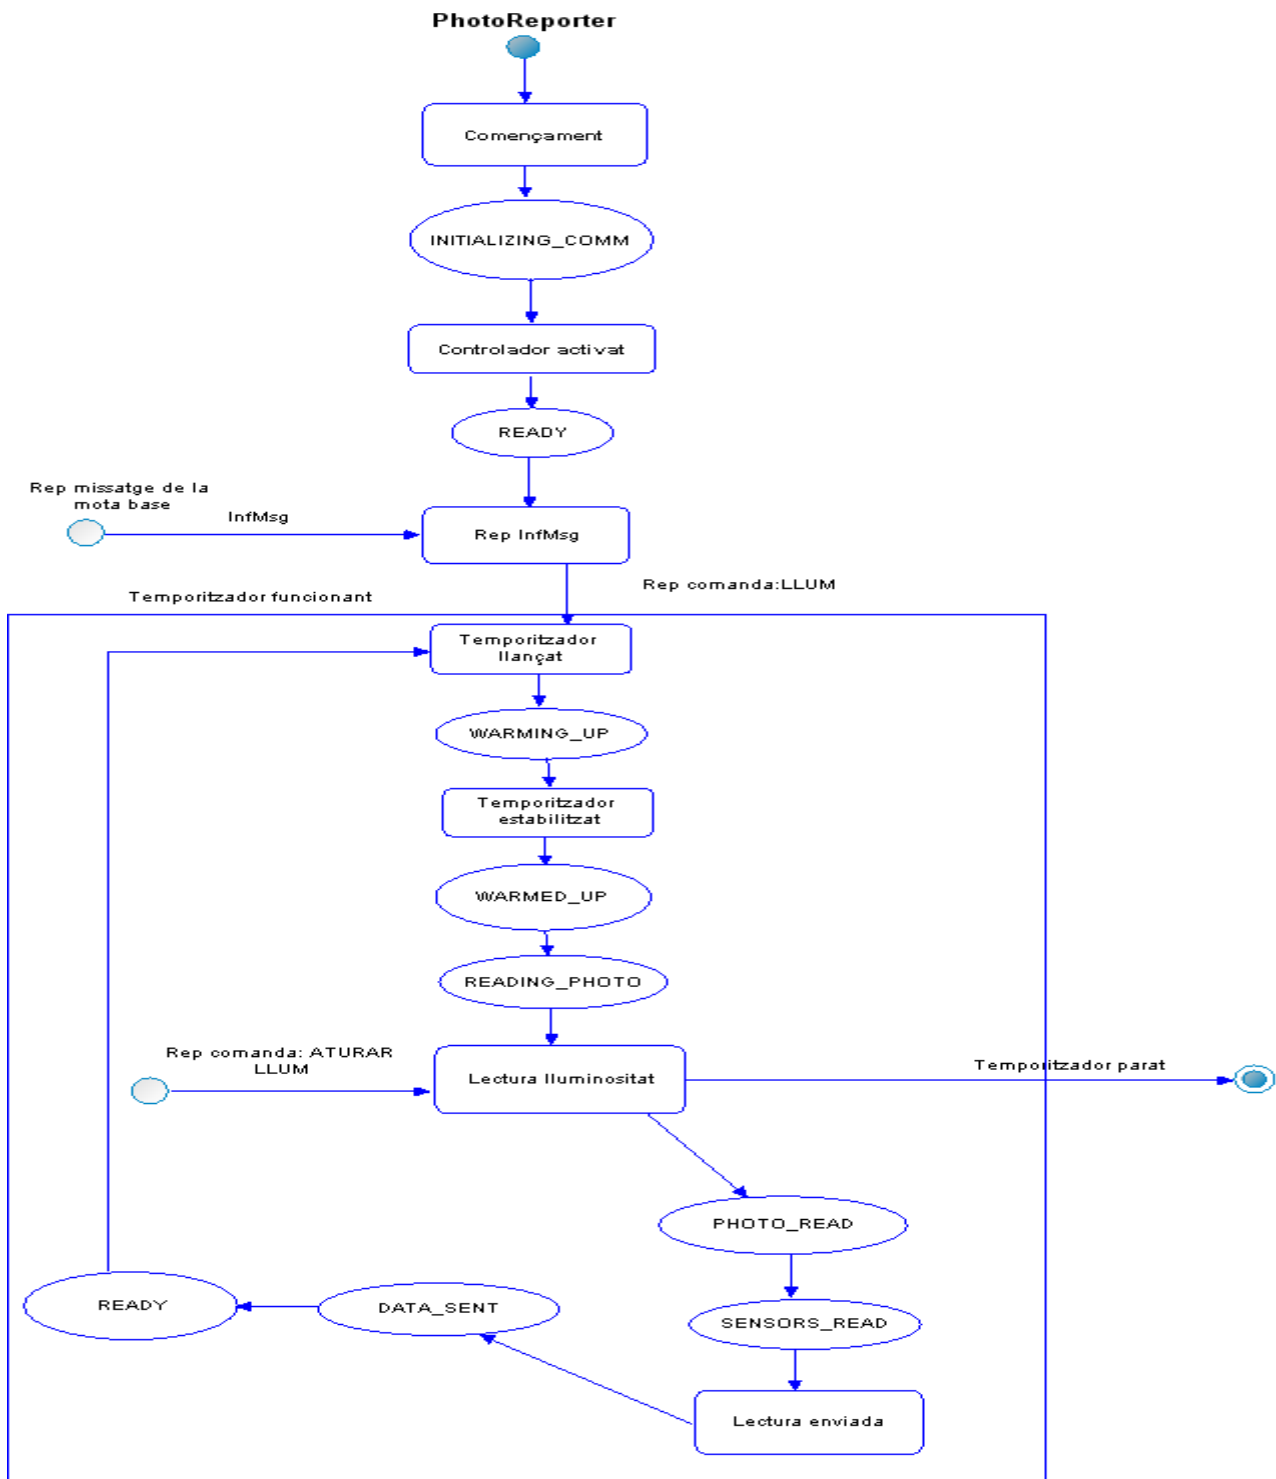 PhotoReporter
Començament
INITIALIZING_COMM
Controlador activat
READY
Rep missatge de la
mota base
InfMsg
Rep InfMsg
Rep comanda:LLUM
Temporitzador funcionant
Temporitzador
llançat
WARMING_UP
Temporitzador
estabilitzat
WARMED_UP
READING_PHOTO
Rep comanda: ATURAR
LLUM
Lectura lluminositat
Temporitzador parat
PHOTO_READ
READY
DATA_SENT
SENSORS_READ
Lectura enviada